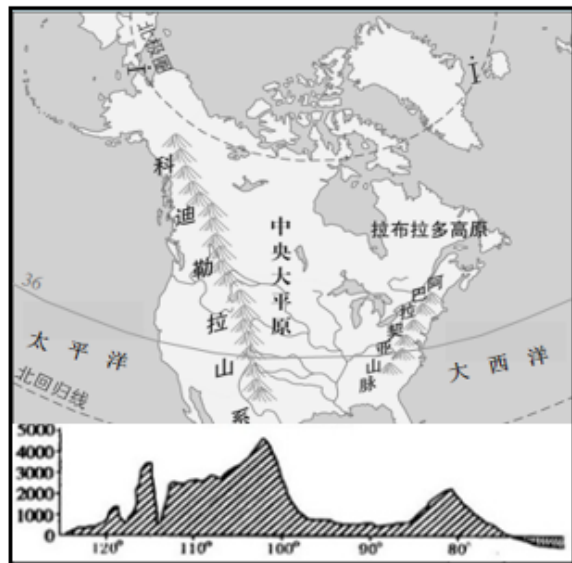 北极圈
İ
İ
科迪勒拉山系
中央大平原
拉布拉多高原
阿巴拉契亚山脉
36
太平洋
大西洋
北回归线
5000
4000
3000
2000
1000
0
120° 110° 100° 90° 80°